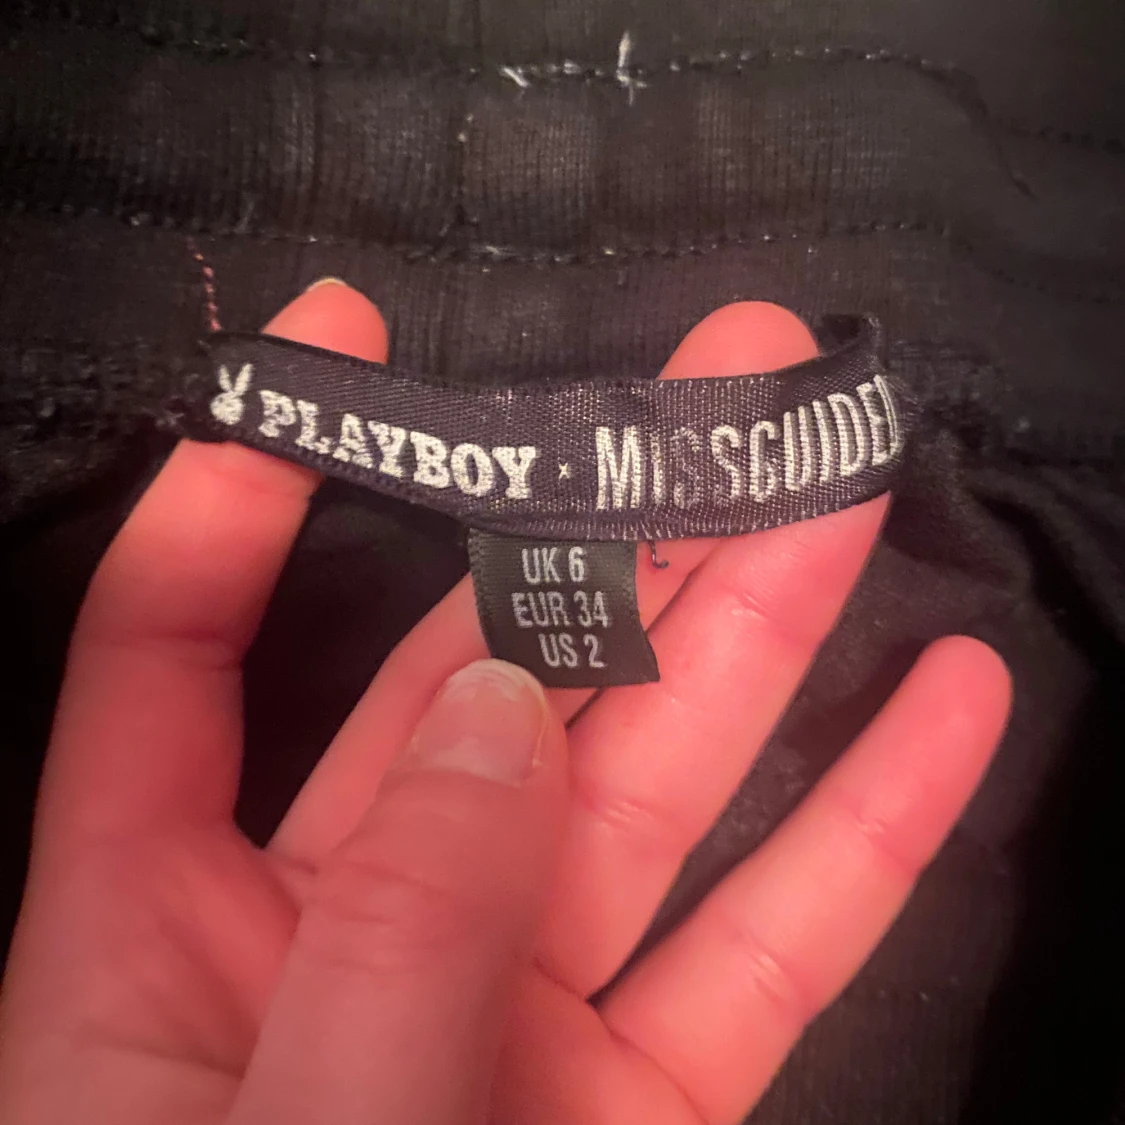 PLAYBOY x MISSGUIDED
UK 6
EUR 34
US 2